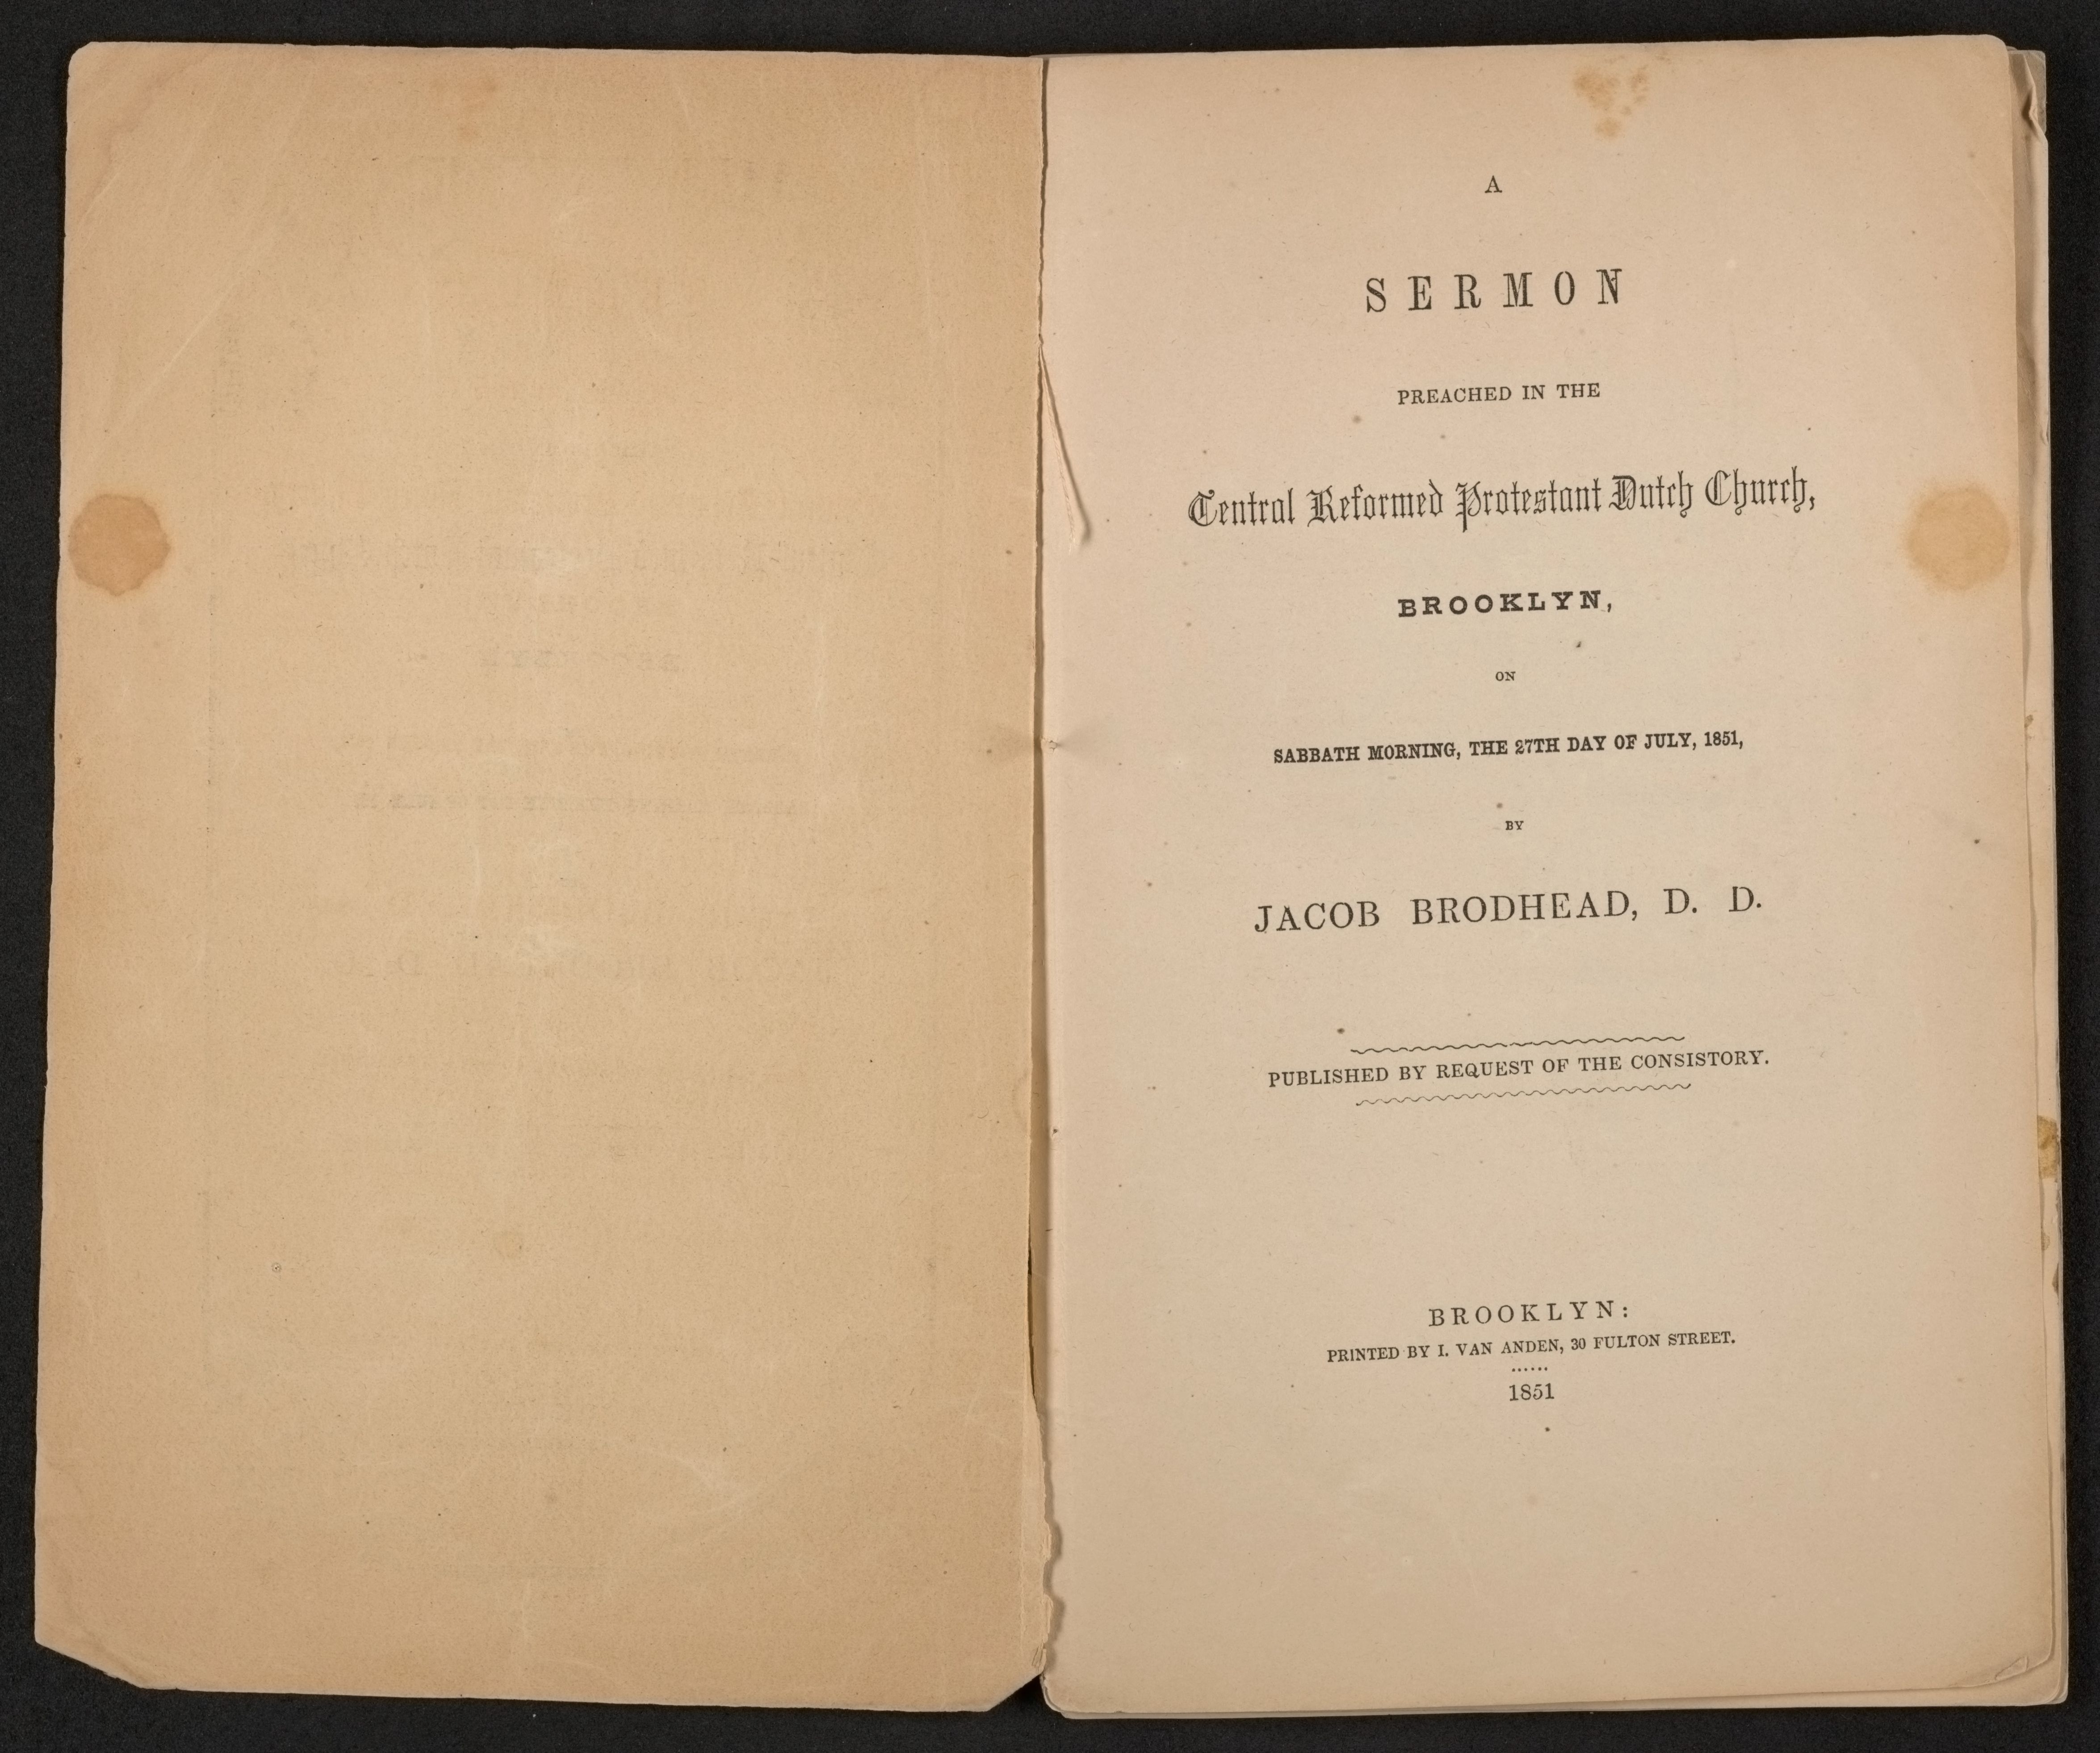 A
SERMON
PREACHED IN THE
Central Reformed Protestant Dutch Church,
BROOKLYN,
ON
SABBATH MORNING, THE 27TH DAY OF JULY, 1851,
BY
JACOB BRODHEAD, D. D.
PUBLISHED BY REQUEST OF THE CONSISTORY.
BROOKLYN:
PRINTED BY I. VAN ANDEN, 30 FULTON STREET.
......
1851